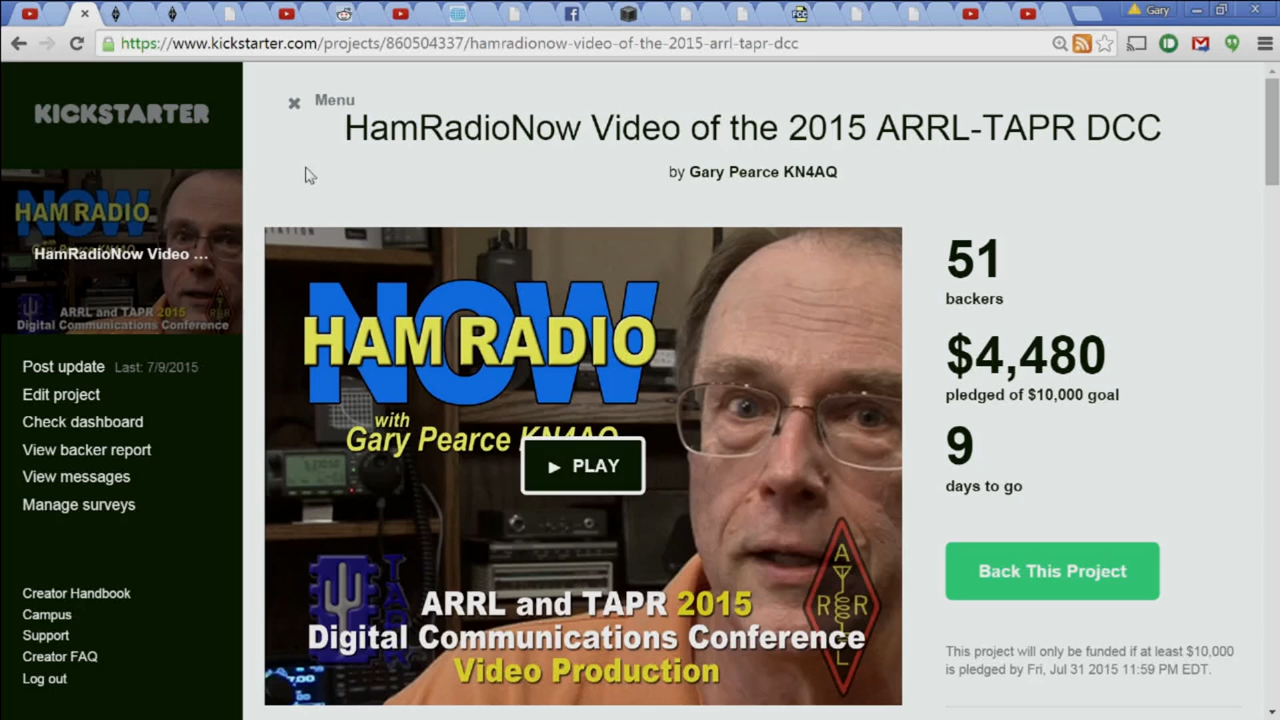 Gary
https://www.kickstarter.com/projects/860504337/hamradionow-video-of-the-2015-arrl-tapr-dcc
KICKSTARTER
Menu
HamRadioNow Video of the 2015 ARRL-TAPR DCC
by Gary Pearce KN4AQ
NOW
HAM RADIO
HamRadioNow Video ...
ARRL and TAPR 2015
Digital Communications Conference
Post update Last: 7/9/2015
Edit project
Check dashboard
View backer report
View messages
Manage surveys
Creator Handbook
Campus
Support
Creator FAQ
Log out
NOW
HAM RADIO
with
Gary Pearce KN4AQ
PLAY
TAPR
ARRL and TAPR 2015
Digital Communications Conference
Video Production
A
R R
L
51
backers
$4,480
pledged of $10,000 goal
9
days to go
Back This Project
This project will only be funded if at least $10,000
is pledged by Fri, Jul 31 2015 11:59 PM EDT.